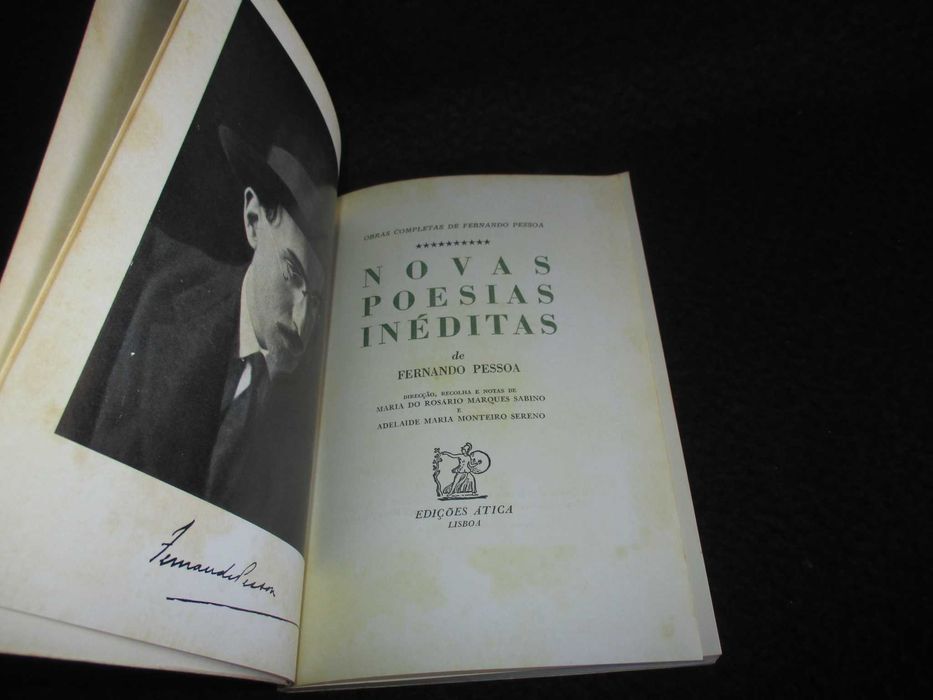 Fernando Pessoa
OBRAS COMPLETAS DE FERNANDO PESSOA
★★★★★★★★★★
NOVAS
POESIAS
INÉDITAS
de
FERNANDO PESSOA
DIRECÇÃO, RECOLHA E NOTAS DE
MARIA DO ROSÁRIO MARQUES SABINO
E
ADELAIDE MARIA MONTEIRO SERENO
EDIÇÕES ÁTICA
LISBOA